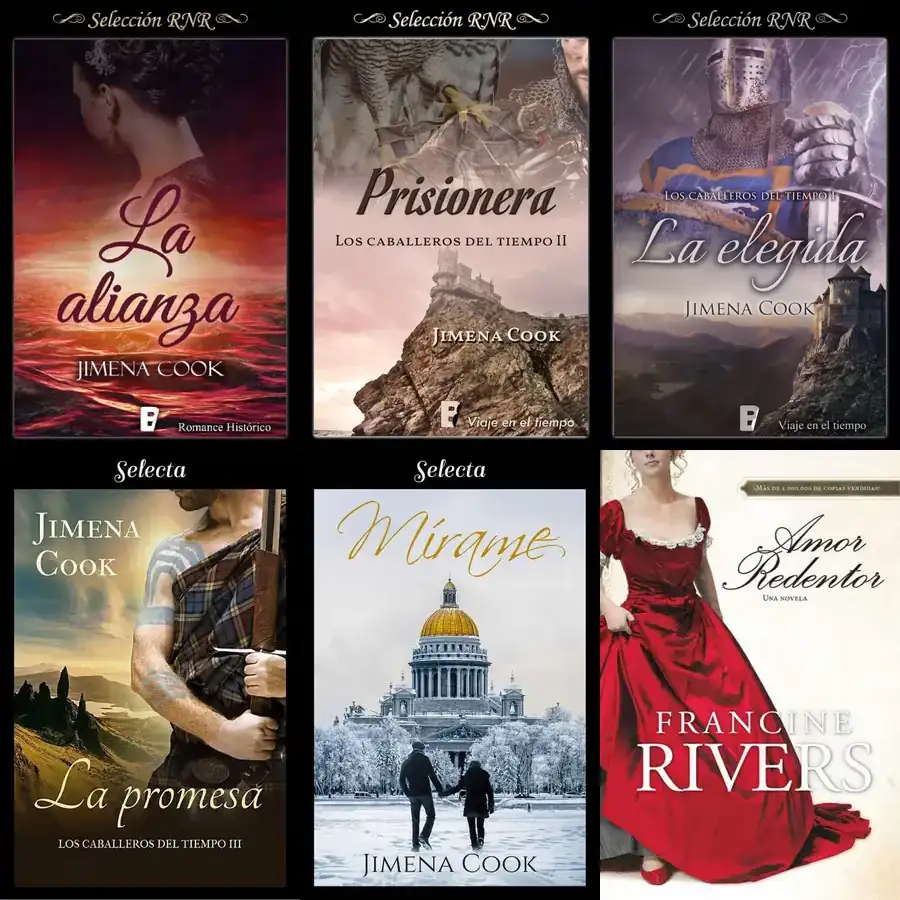 Selección RNR
La
alianza
JIMENA COOK
B
Romance Histórico
Selección RNR
Prisionera
LOS CABALLEROS DEL TIEMPO II
JIMENA COOK
B
Viaje en el tiempo
Selección RNR
LOS CABALLEROS DEL TIEMPO I
La elegida
JIMENA COOK
B
Viaje en el tiempo
Selecta
JIMENA
COOK
La promesa
LOS CABALLEROS DEL TIEMPO III
Selecta
Mírame
JIMENA COOK
¡MÁS DE 1.000.000 DE COPIAS VENDIDAS!
Amor
Redentor
UNA NOVELA
FRANCINE
RIVERS